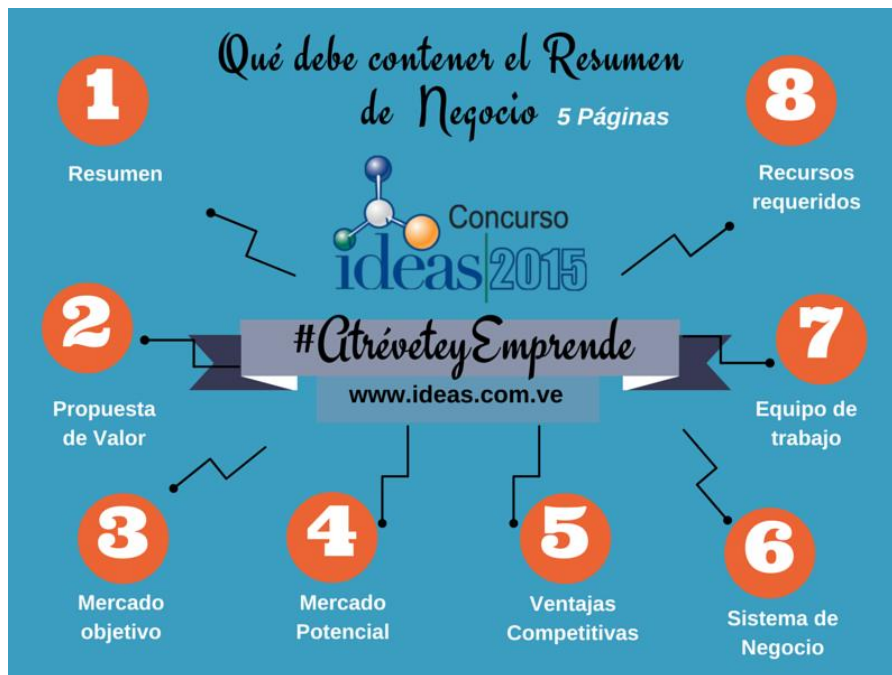 Qué debe contener el Resumen
de Negocio 5 Páginas
Concurso
ideas 2015
#AtréveteyEmprende
www.ideas.com.ve
1
Resumen
2
Propuesta
de Valor
3
Mercado
objetivo
4
Mercado
Potencial
5
Ventajas
Competitivas
6
Sistema de
Negocio
7
Equipo de
trabajo
8
Recursos
requeridos